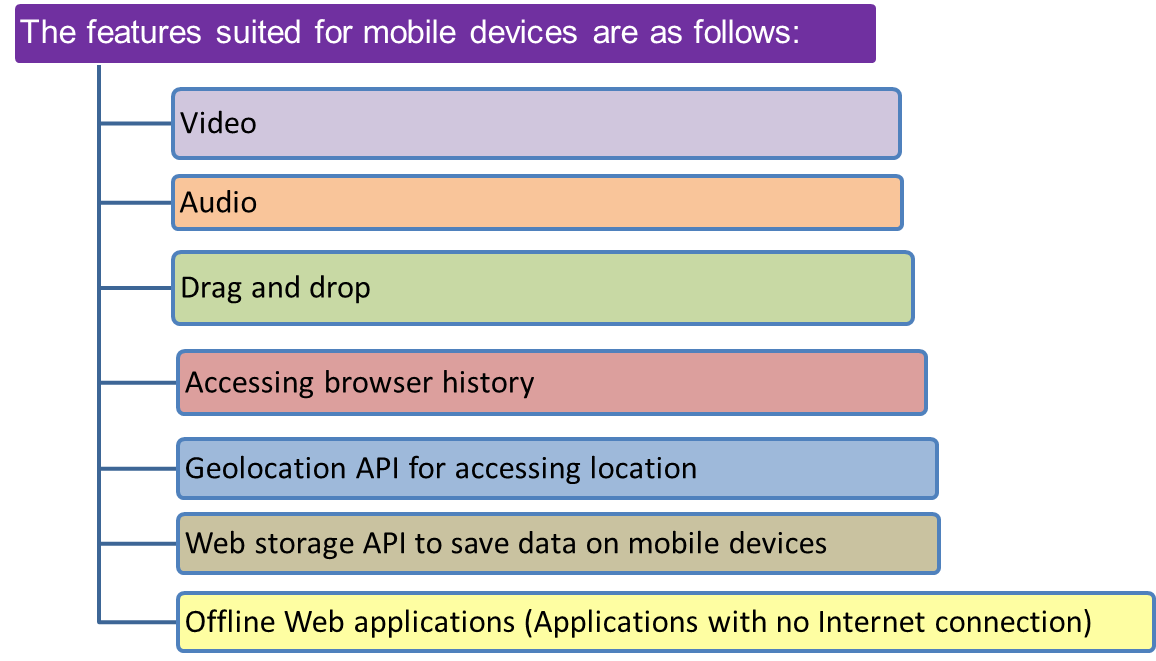 The features suited for mobile devices are as follows:
Video
Audio
Drag and drop
Accessing browser history
Geolocation API for accessing location
Web storage API to save data on mobile devices
Offline Web applications (Applications with no Internet connection)